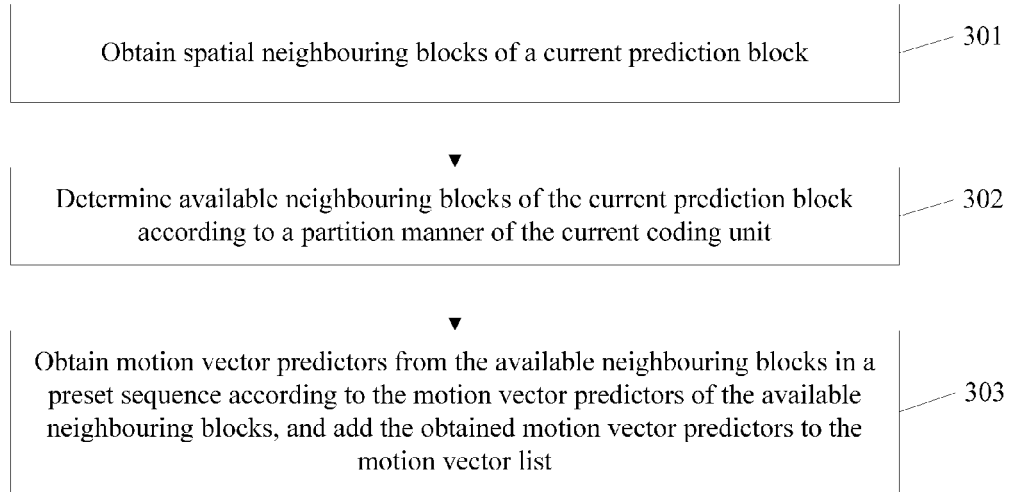 Obtain spatial neighbouring blocks of a current prediction block
301
Determine available neighbouring blocks of the current prediction block
according to a partition manner of the current coding unit
302
Obtain motion vector predictors from the available neighbouring blocks in a
preset sequence according to the motion vector predictors of the available
neighbouring blocks, and add the obtained motion vector predictors to the
motion vector list
303